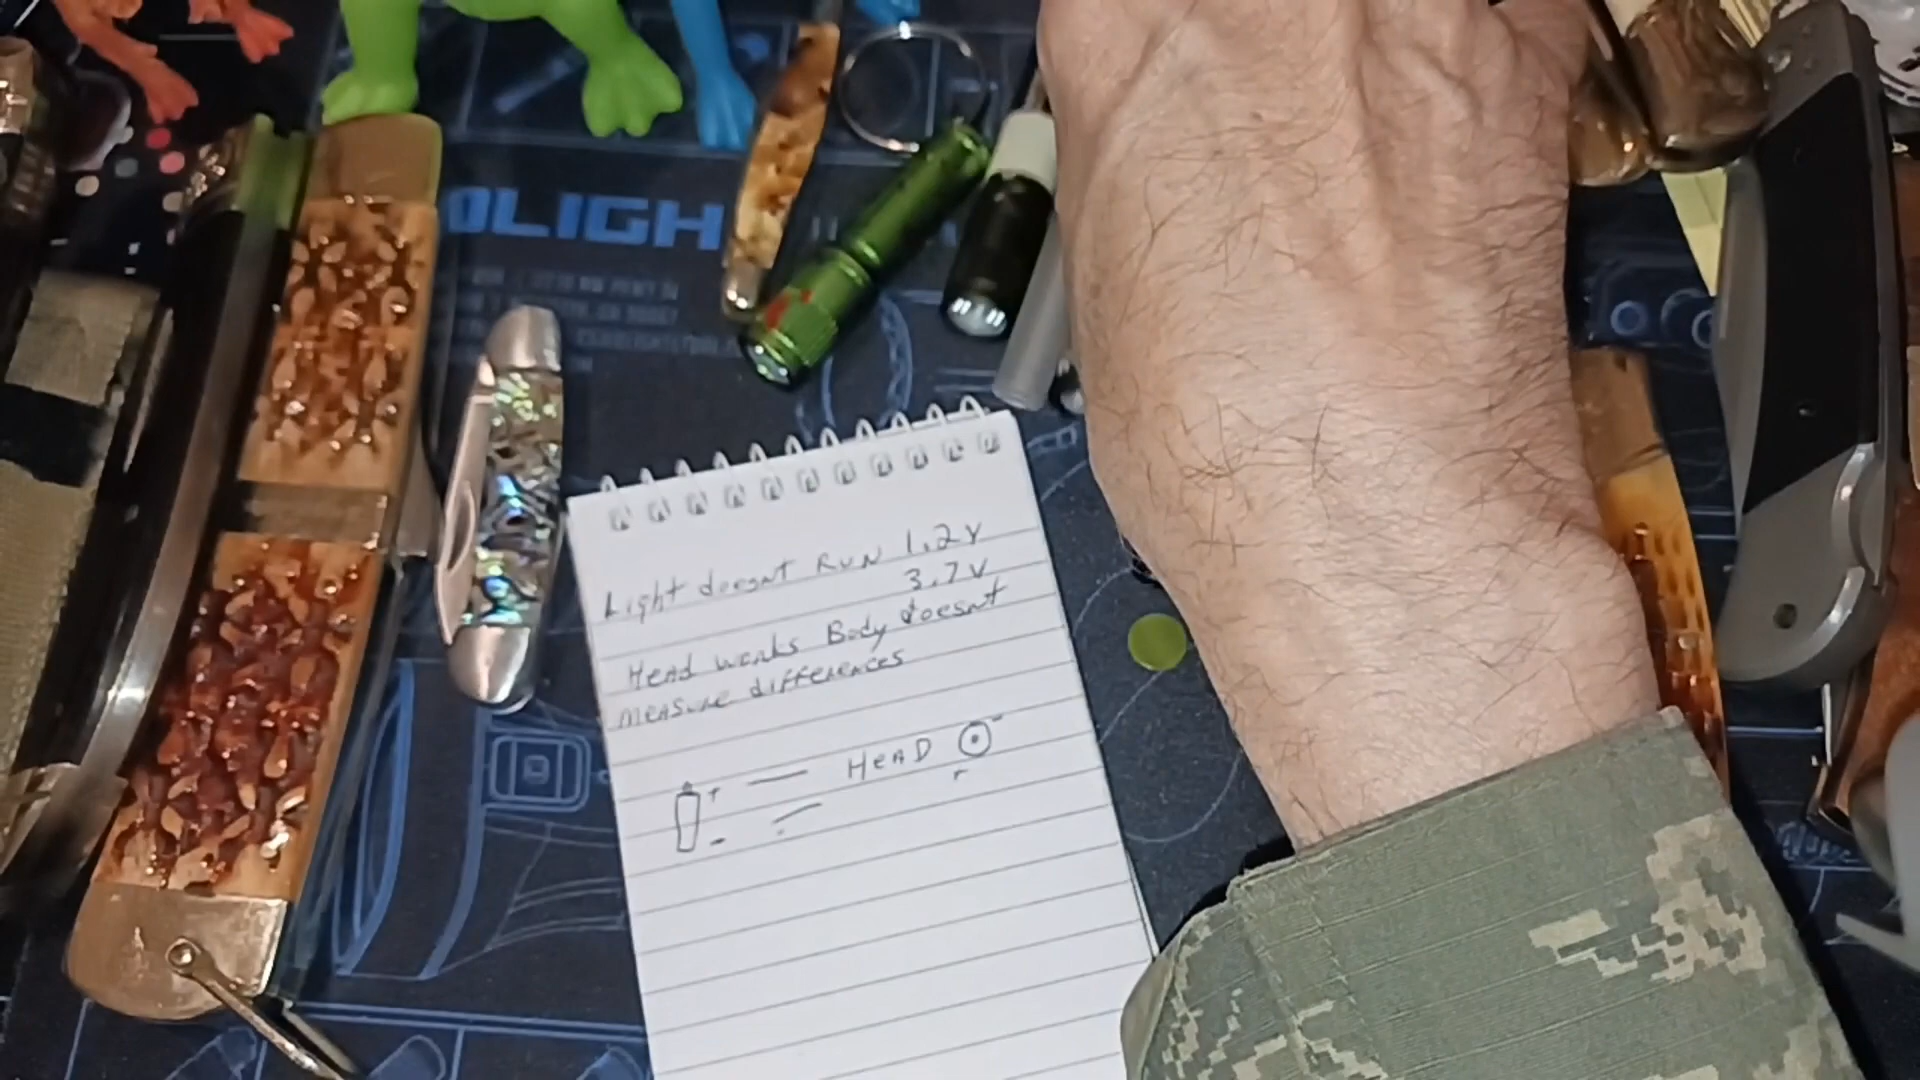 OLIGH
Light doesnt Run 1.2V
3.7V
Head works Body doesnt
measure differences
+ — Head -
-